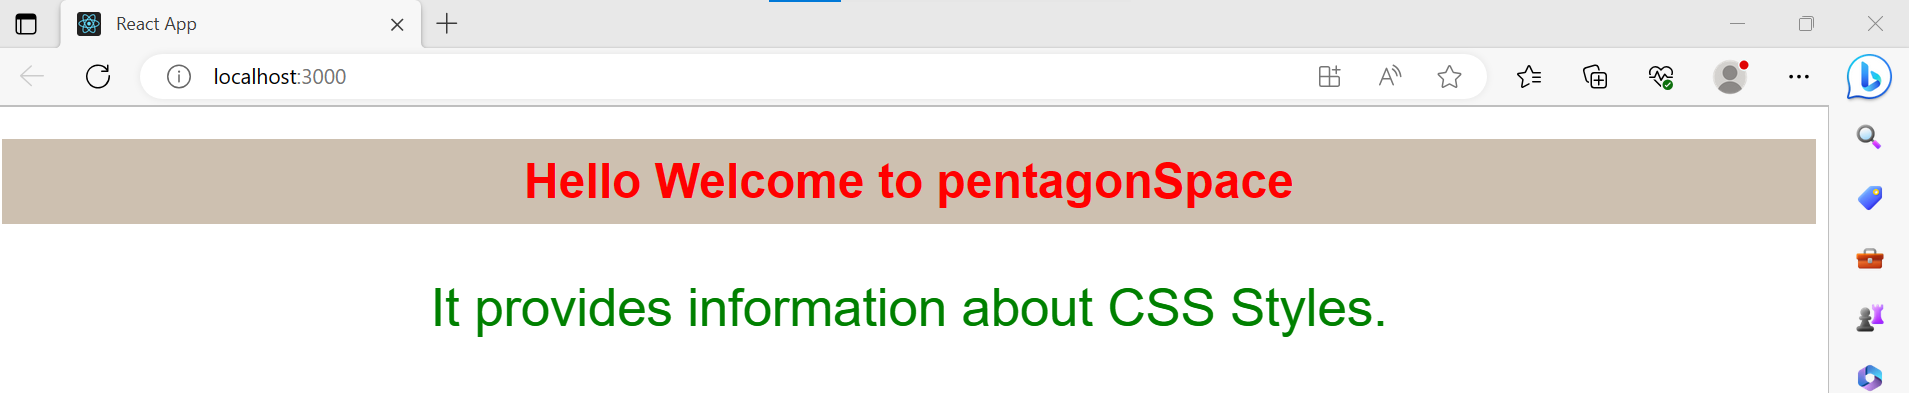 React App
localhost:3000
Hello Welcome to pentagonSpace
It provides information about CSS Styles.